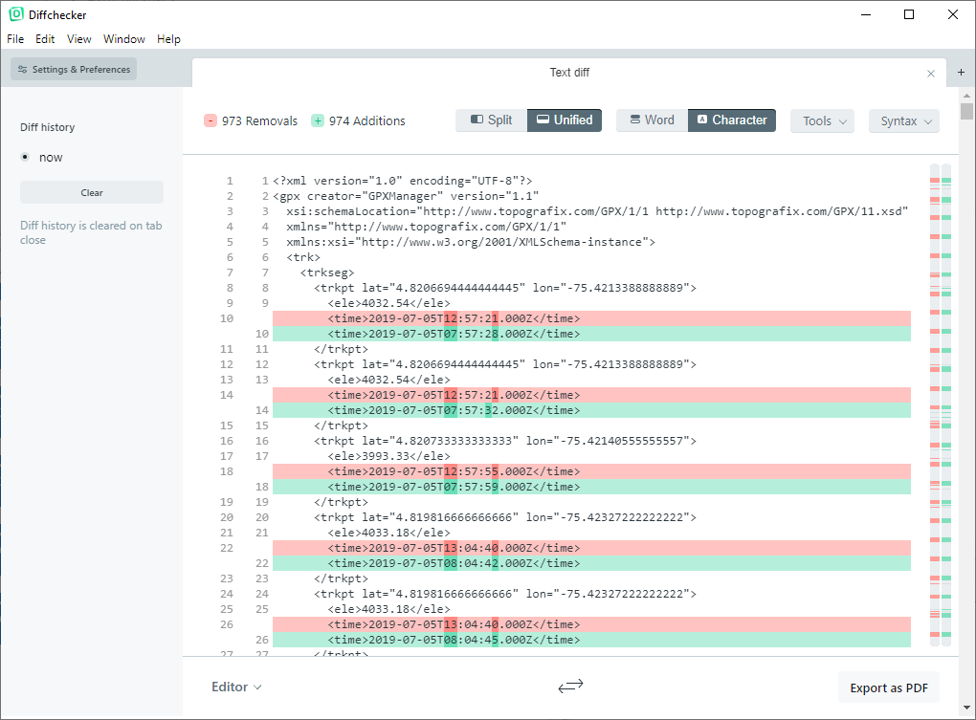 Diffchecker
File Edit View Window Help
Settings & Preferences
Text diff
Diff history
now
Clear
Diff history is cleared on tab
close
973 Removals 974 Additions
Split Unified Word Character Tools Syntax
1 1 <?xml version="1.0" encoding="UTF-8"?>
2 2 <gpx creator="GPXManager" version="1.1"
3 3 xsi:schemaLocation="http://www.topografix.com/GPX/1/1 http://www.topografix.com/GPX/11.xsd"
4 4 xmlns="http://www.topografix.com/GPX/1/1"
5 5 xmlns:xsi="http://www.w3.org/2001/XMLSchema-instance">
6 6 <trk>
7 7 <trkseg>
8 8 <trkpt lat="4.8206694444444445" lon="-75.4213388888889">
9 9 <ele>4032.54</ele>
10 <time>2019-07-05T12:57:21.000Z</time>
10 <time>2019-07-05T07:57:28.000Z</time>
11 11 </trkpt>
12 12 <trkpt lat="4.8206694444444445" lon="-75.4213388888889">
13 13 <ele>4032.54</ele>
14 <time>2019-07-05T12:57:21.000Z</time>
14 <time>2019-07-05T07:57:32.000Z</time>
15 15 </trkpt>
16 16 <trkpt lat="4.820733333333333" lon="-75.42140555555557">
17 17 <ele>3993.33</ele>
18 <time>2019-07-05T12:57:55.000Z</time>
18 <time>2019-07-05T07:57:59.000Z</time>
19 19 </trkpt>
20 20 <trkpt lat="4.819816666666666" lon="-75.42327222222222">
21 21 <ele>4033.18</ele>
22 <time>2019-07-05T13:04:40.000Z</time>
22 <time>2019-07-05T08:04:42.000Z</time>
23 23 </trkpt>
24 24 <trkpt lat="4.819816666666666" lon="-75.42327222222222">
25 25 <ele>4033.18</ele>
26 <time>2019-07-05T13:04:40.000Z</time>
26 <time>2019-07-05T08:04:45.000Z</time>
27 27 </trkpt>
Editor Export as PDF